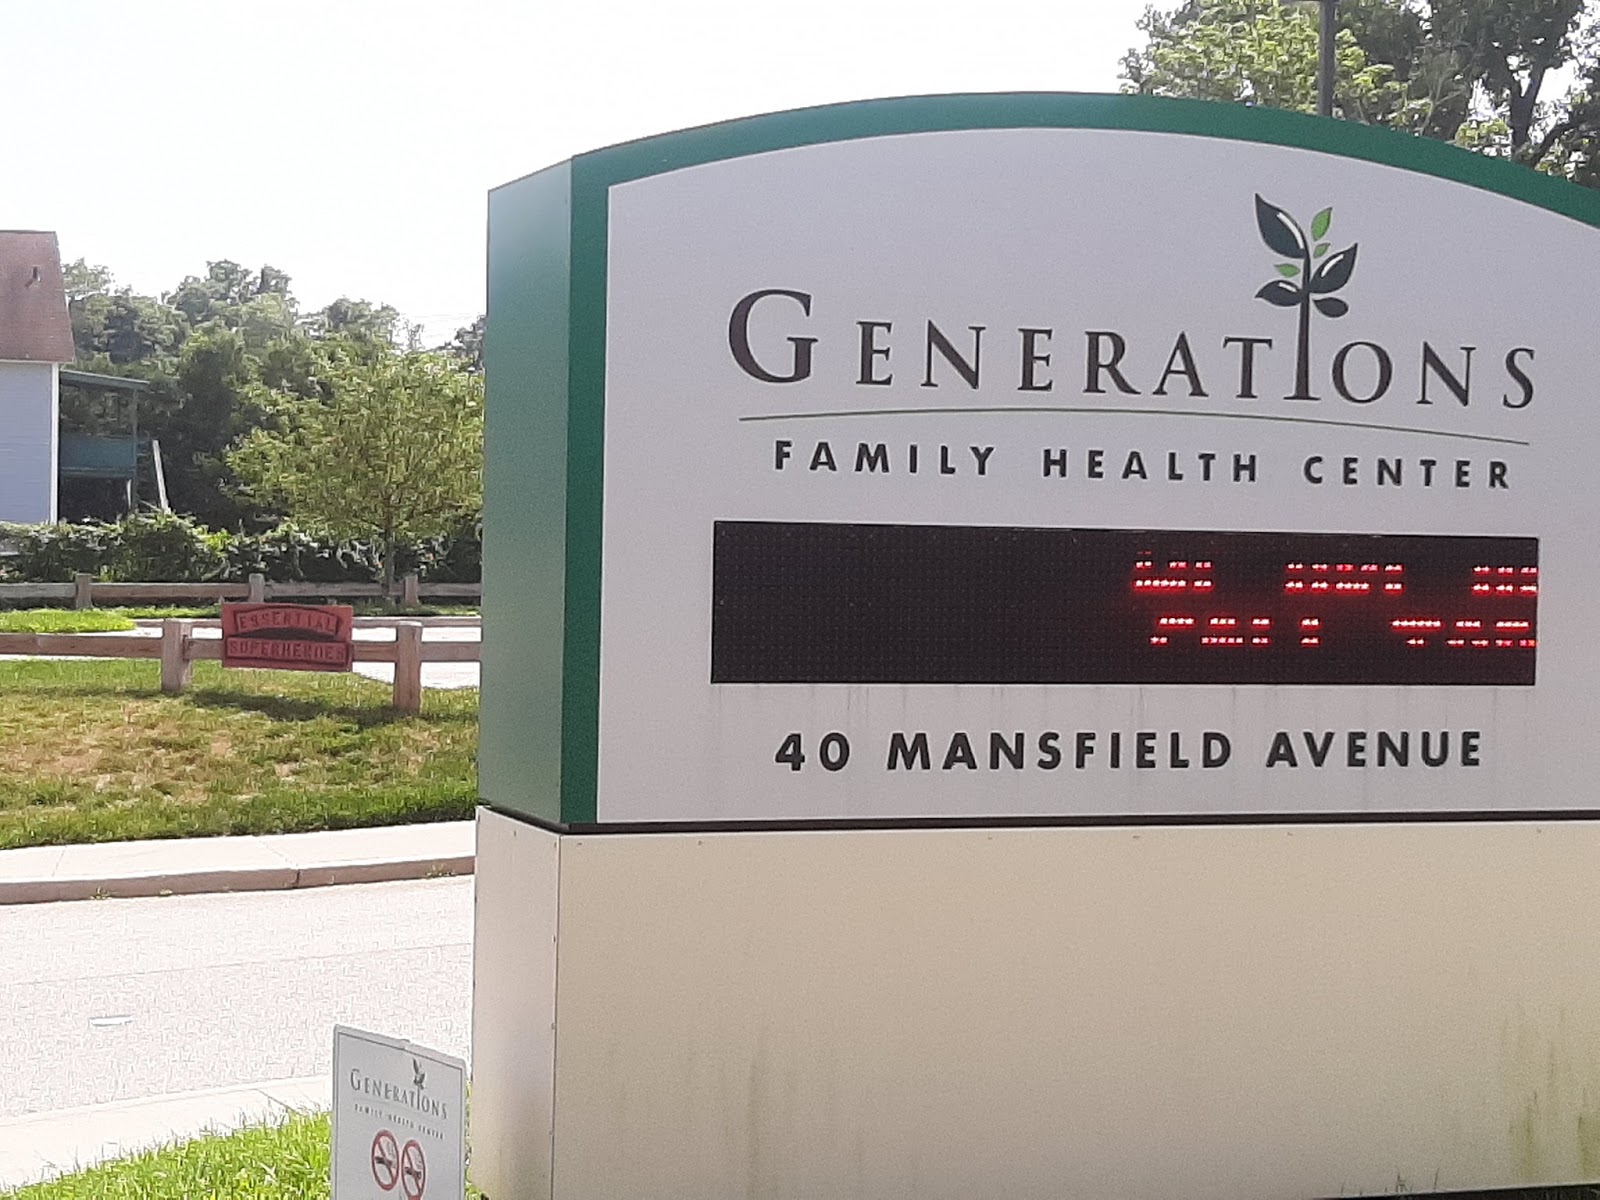 GENERATIONS
FAMILY HEALTH CENTER
40 MANSFIELD AVENUE
ESSENTIAL
SUPERHEROES
GENERATIONS
FAMILY HEALTH CENTER